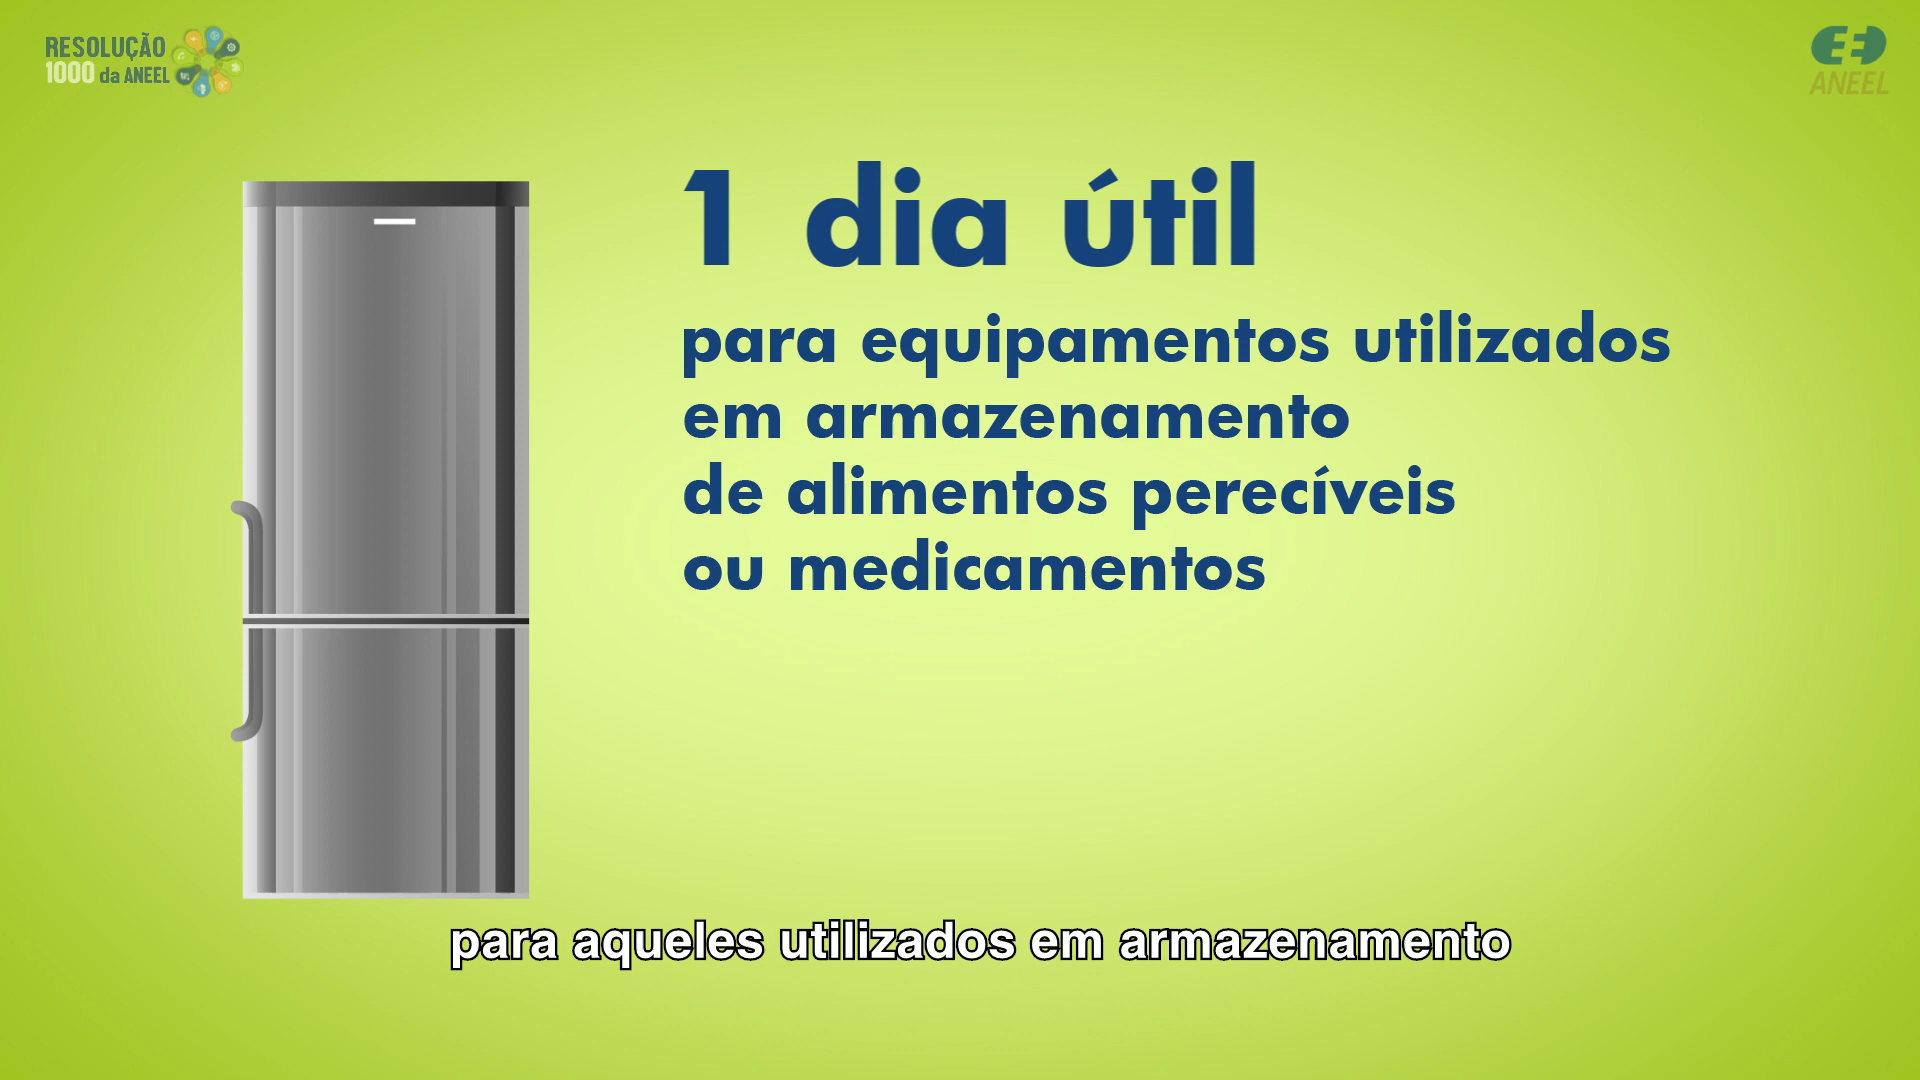 RESOLUÇÃO
1000 da ANEEL
ANEEL
1 dia útil
para equipamentos utilizados
em armazenamento
de alimentos perecíveis
ou medicamentos
para aqueles utilizados em armazenamento